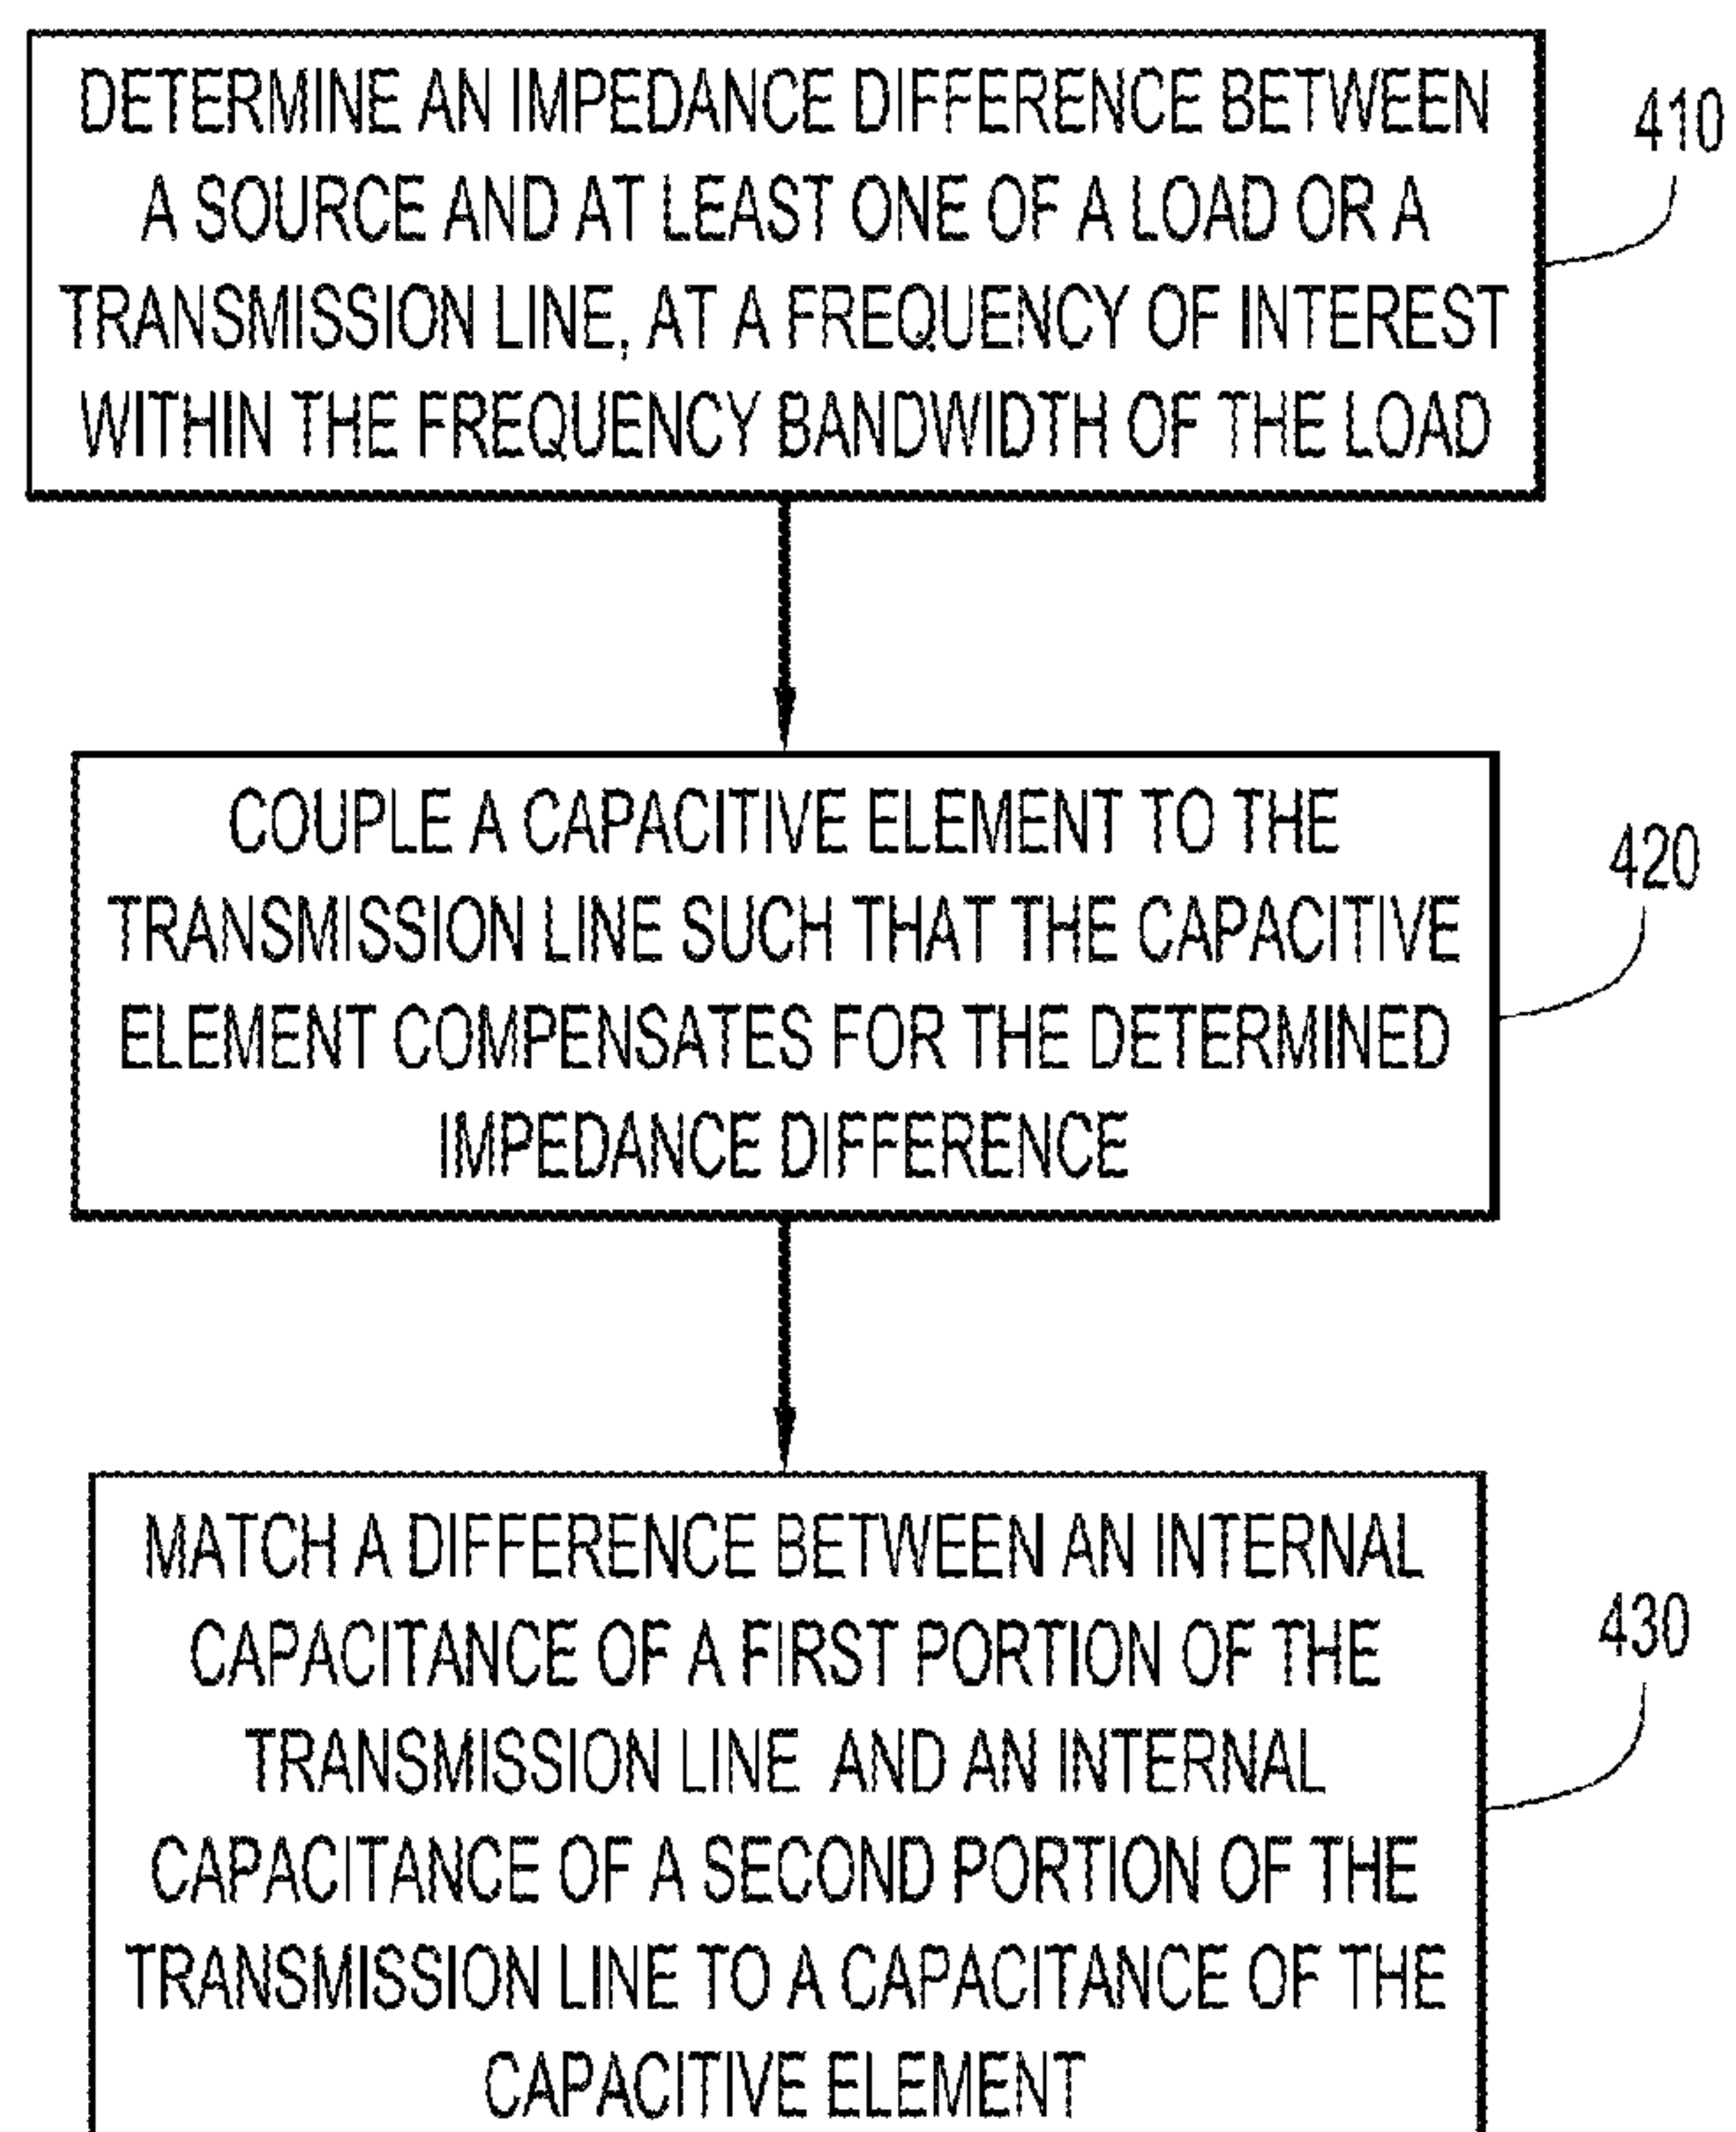 DETERMINE AN IMPEDANCE DIFFERENCE BETWEEN
A SOURCE AND AT LEAST ONE OF A LOAD OR A
TRANSMISSION LINE, AT A FREQUENCY OF INTEREST
WITHIN THE FREQUENCY BANDWIDTH OF THE LOAD
410
COUPLE A CAPACITIVE ELEMENT TO THE
TRANSMISSION LINE SUCH THAT THE CAPACITIVE
ELEMENT COMPENSATES FOR THE DETERMINED
IMPEDANCE DIFFERENCE
420
MATCH A DIFFERENCE BETWEEN AN INTERNAL
CAPACITANCE OF A FIRST PORTION OF THE
TRANSMISSION LINE AND AN INTERNAL
CAPACITANCE OF A SECOND PORTION OF THE
TRANSMISSION LINE TO A CAPACITANCE OF THE
CAPACITIVE ELEMENT
430